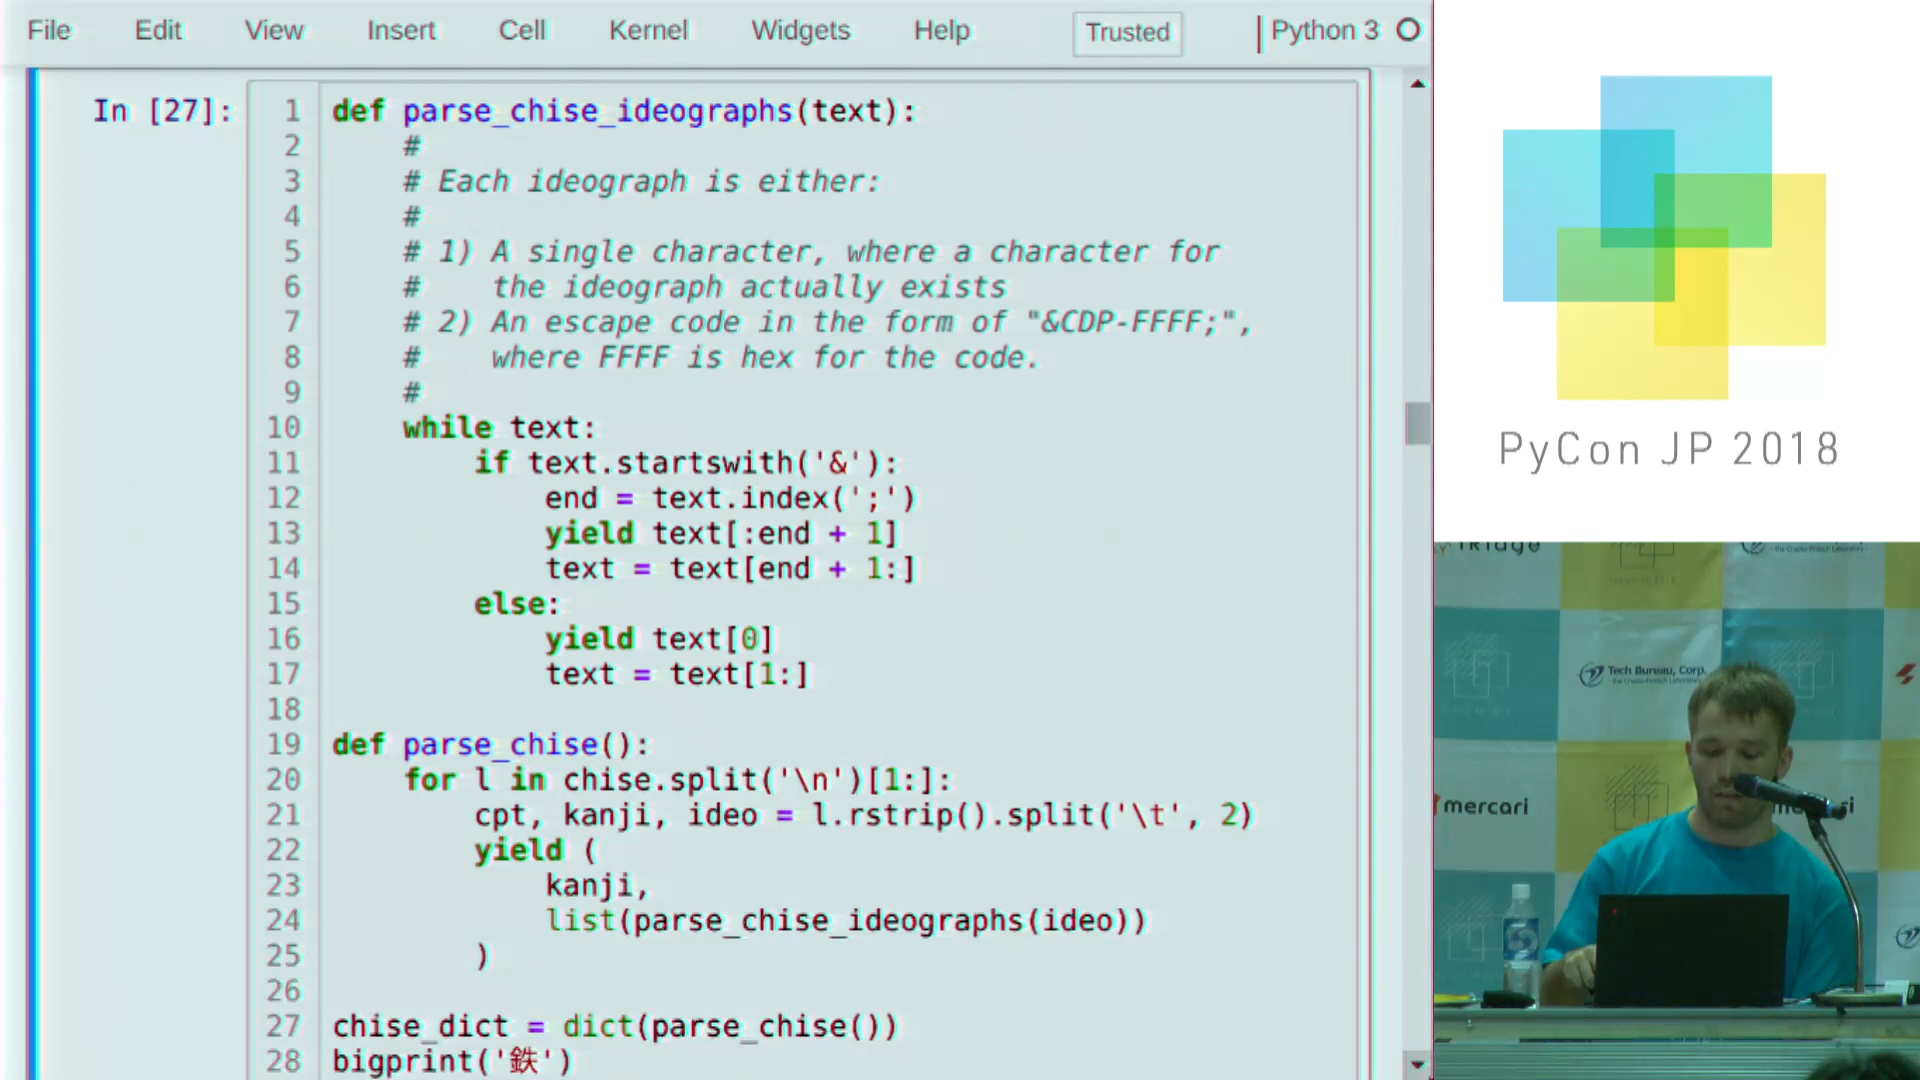 File Edit View Insert Cell Kernel Widgets Help Trusted Python 3
In [27]:
1 def parse_chise_ideographs(text):
2 #
3 # Each ideograph is either:
4 #
5 # 1) A single character, where a character for
6 # the ideograph actually exists
7 # 2) An escape code in the form of "&CDP-FFFF;",
8 # where FFFF is hex for the code.
9 #
10 while text:
11 if text.startswith('&'):
12 end = text.index(';')
13 yield text[:end + 1]
14 text = text[end + 1:]
15 else:
16 yield text[0]
17 text = text[1:]
18
19 def parse_chise():
20 for l in chise.split('\n')[1:]:
21 cpt, kanji, ideo = l.rstrip().split('\t', 2)
22 yield (
23 kanji,
24 list(parse_chise_ideographs(ideo))
25 )
26
27 chise_dict = dict(parse_chise())
28 bigprint('鉄')
PyCon JP 2018
Tech Bureau, Corp.
mercari